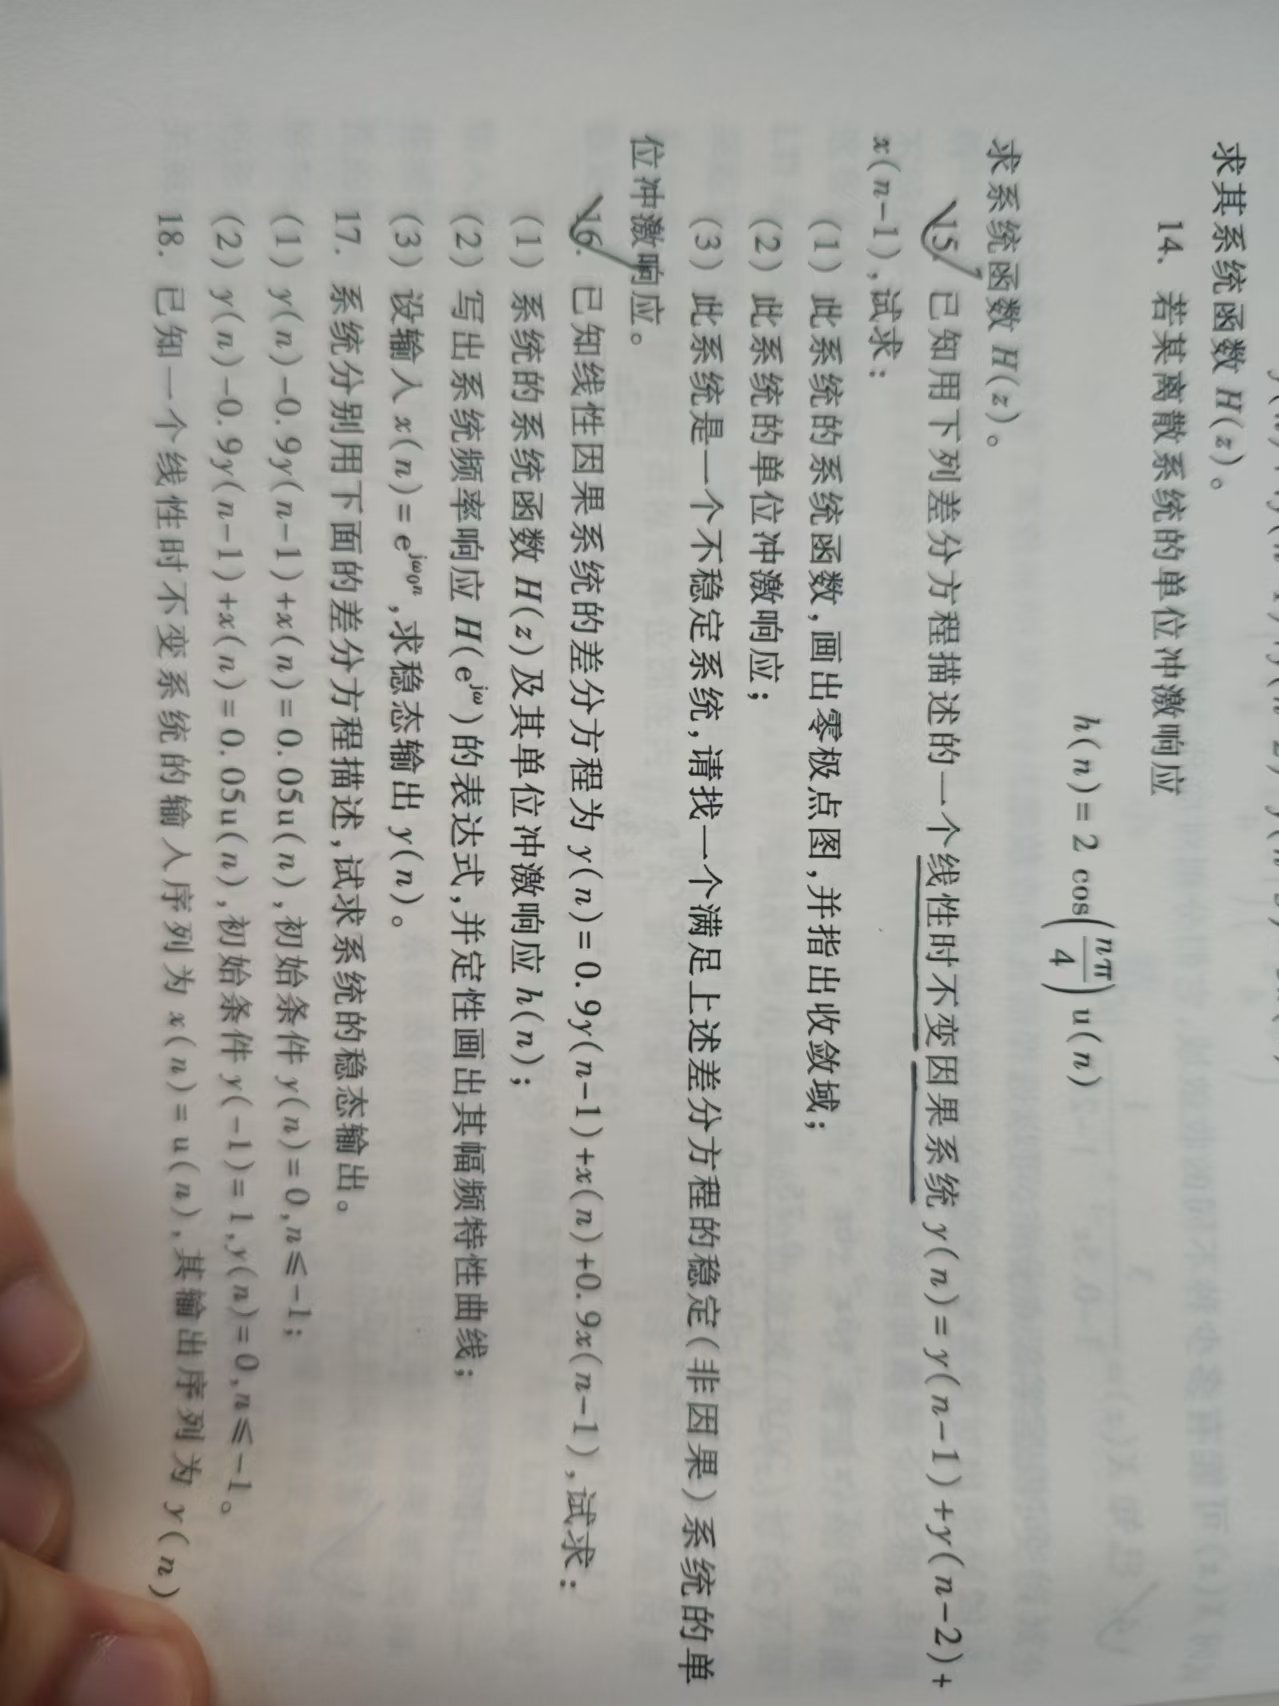 求其系统函数 H(z)。
14. 若某离散系统的单位冲激响应
h(n)=2 cos(nπ/4)u(n)
求系统函数 H(z)。
15. 已知用下列差分方程描述的一个线性时不变因果系统 y(n)=y(n-1)+y(n-2)+
x(n-1),试求:
(1) 此系统的系统函数,画出零极点图,并指出收敛域;
(2) 此系统的单位冲激响应;
(3) 此系统是一个不稳定系统,请找一个满足上述差分方程的稳定(非因果)系统的单
位冲激响应。
16. 已知线性因果系统的差分方程为 y(n)=0.9y(n-1)+x(n)+0.9x(n-1),试求:
(1) 系统的系统函数 H(z)及其单位冲激响应 h(n);
(2) 写出系统频率响应 H(e^jω)的表达式,并定性画出其幅频特性曲线;
(3) 设输入 x(n)=e^jω₀n,求稳态输出 y(n)。
17. 系统分别用下面的差分方程描述,试求系统的稳态输出。
(1) y(n)-0.9y(n-1)+x(n)=0.05u(n),初始条件 y(n)=0,n≤-1;
(2) y(n)-0.9y(n-1)+x(n)=0.05u(n),初始条件 y(-1)=1,y(n)=0,n≤-1。
18. 已知一个线性时不变系统的输入序列为 x(n)=u(n),其输出序列为 y(n)